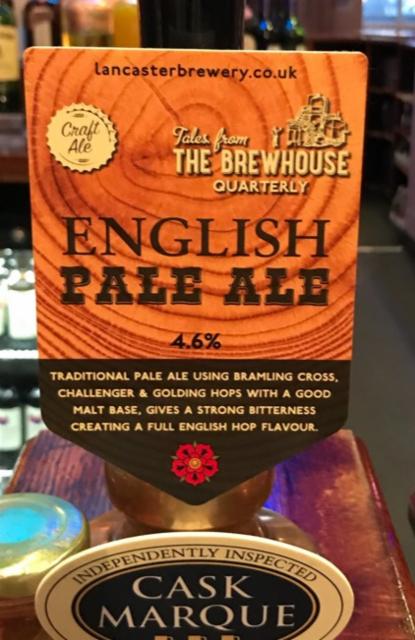 lancasterbrewery.co.uk
Craft
Ale
Tales from
THE BREWHOUSE
QUARTERLY
ENGLISH
PALE ALE
4.6%
TRADITIONAL PALE ALE USING BRAMLING CROSS,
CHALLENGER & GOLDING HOPS WITH A GOOD
MALT BASE, GIVES A STRONG BITTERNESS
CREATING A FULL ENGLISH HOP FLAVOUR.
INDEPENDENTLY INSPECTED
CASK
MARQUE